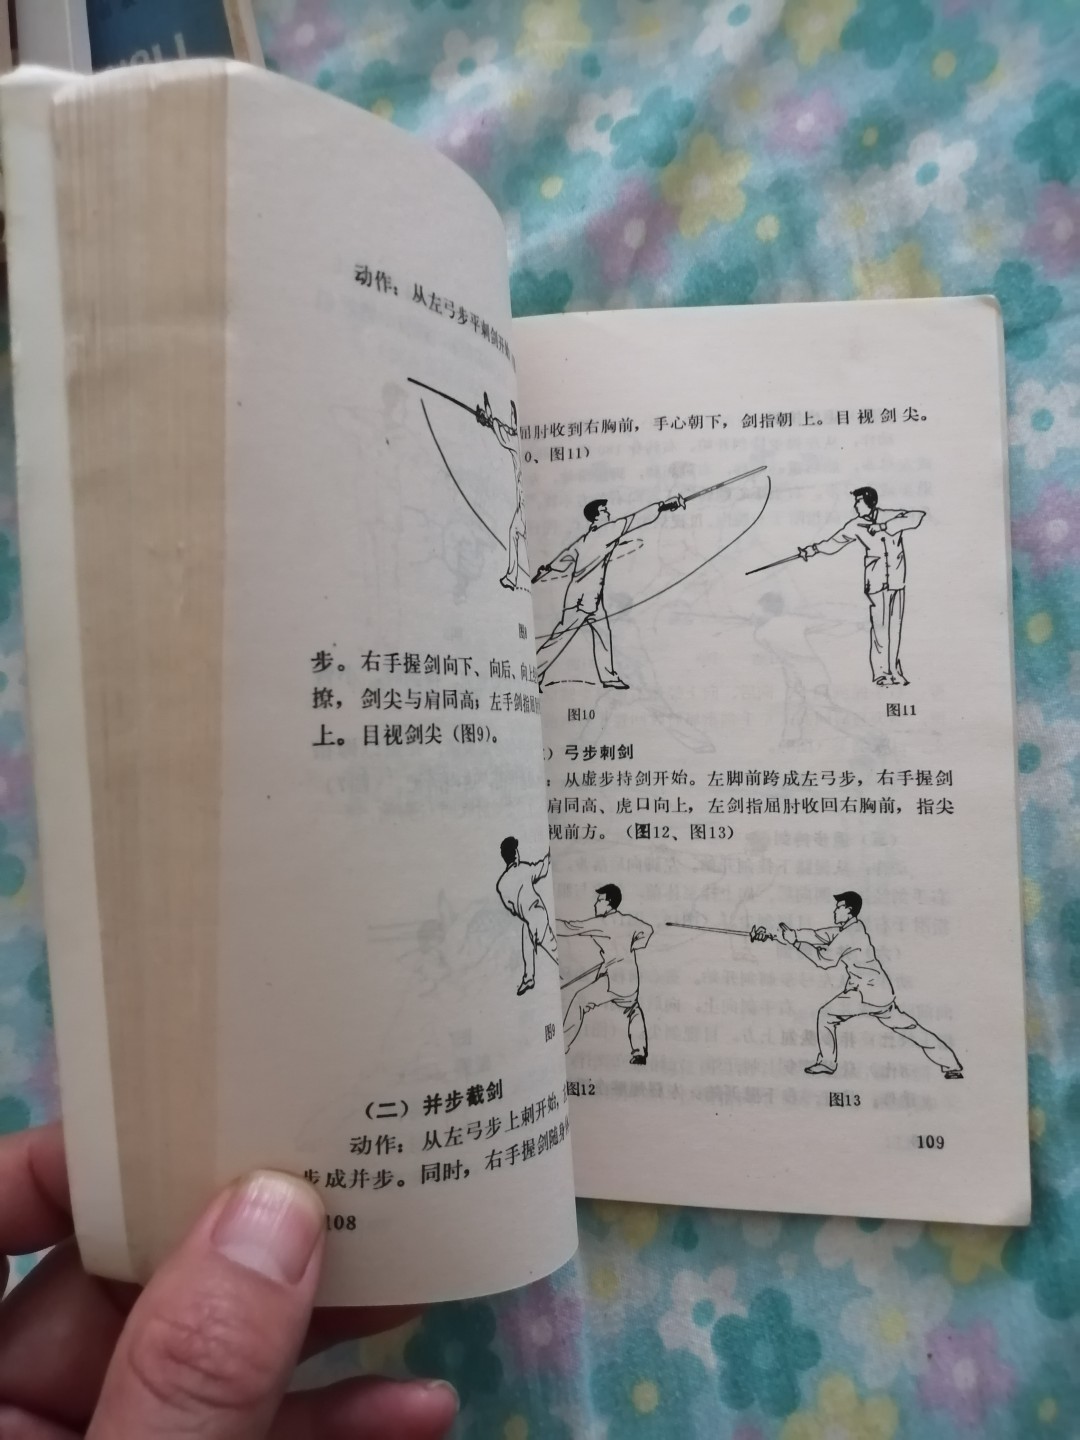 动作：从左弓步平刺剑开始
图8
步。右手握剑向下、向后、向上
撩，剑尖与肩同高；左手剑指屈
上。目视剑尖（图9）。
图9
（二）并步截剑
动作：从左弓步上刺开始，
步成并步。同时，右手握剑随身
108
屈肘收到右胸前，手心朝下，剑指朝上。目视剑尖。
0、图11）
图10
图11
）弓步刺剑
：从虚步持剑开始。左脚前跨成左弓步，右手握剑
肩同高、虎口向上，左剑指屈肘收回右胸前，指尖
视前方。（图12、图13）
图12
图13
109